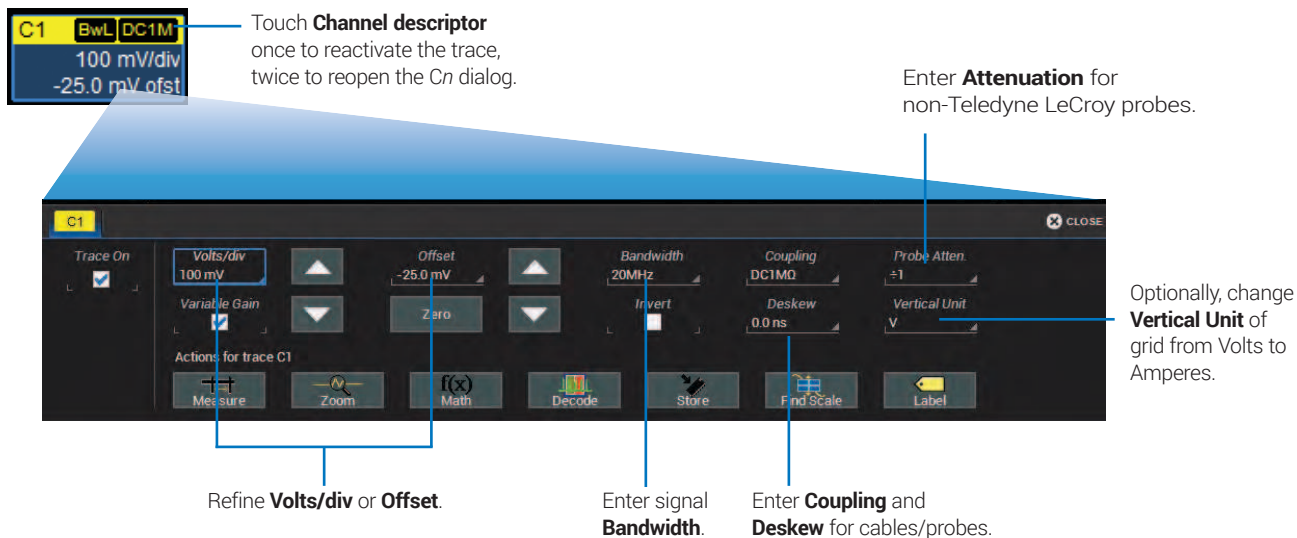 C1 BwL DC1M
100 mV/div
-25.0 mV ofst
Touch Channel descriptor
once to reactivate the trace,
twice to reopen the Cn dialog.
Enter Attenuation for
non-Teledyne LeCroy probes.
C1
CLOSE
Trace On
Volts/div
100 mV
Offset
-25.0 mV
Bandwidth
20MHz
Coupling
DC1MΩ
Probe Atten.
÷1
Variable Gain
Zero
Invert
Deskew
0.0 ns
Vertical Unit
V
Actions for trace C1
Measure
Zoom
f(x)
Math
Decode
Store
Find Scale
Label
Optionally, change
Vertical Unit of
grid from Volts to
Amperes.
Refine Volts/div or Offset.
Enter signal
Bandwidth.
Enter Coupling and
Deskew for cables/probes.